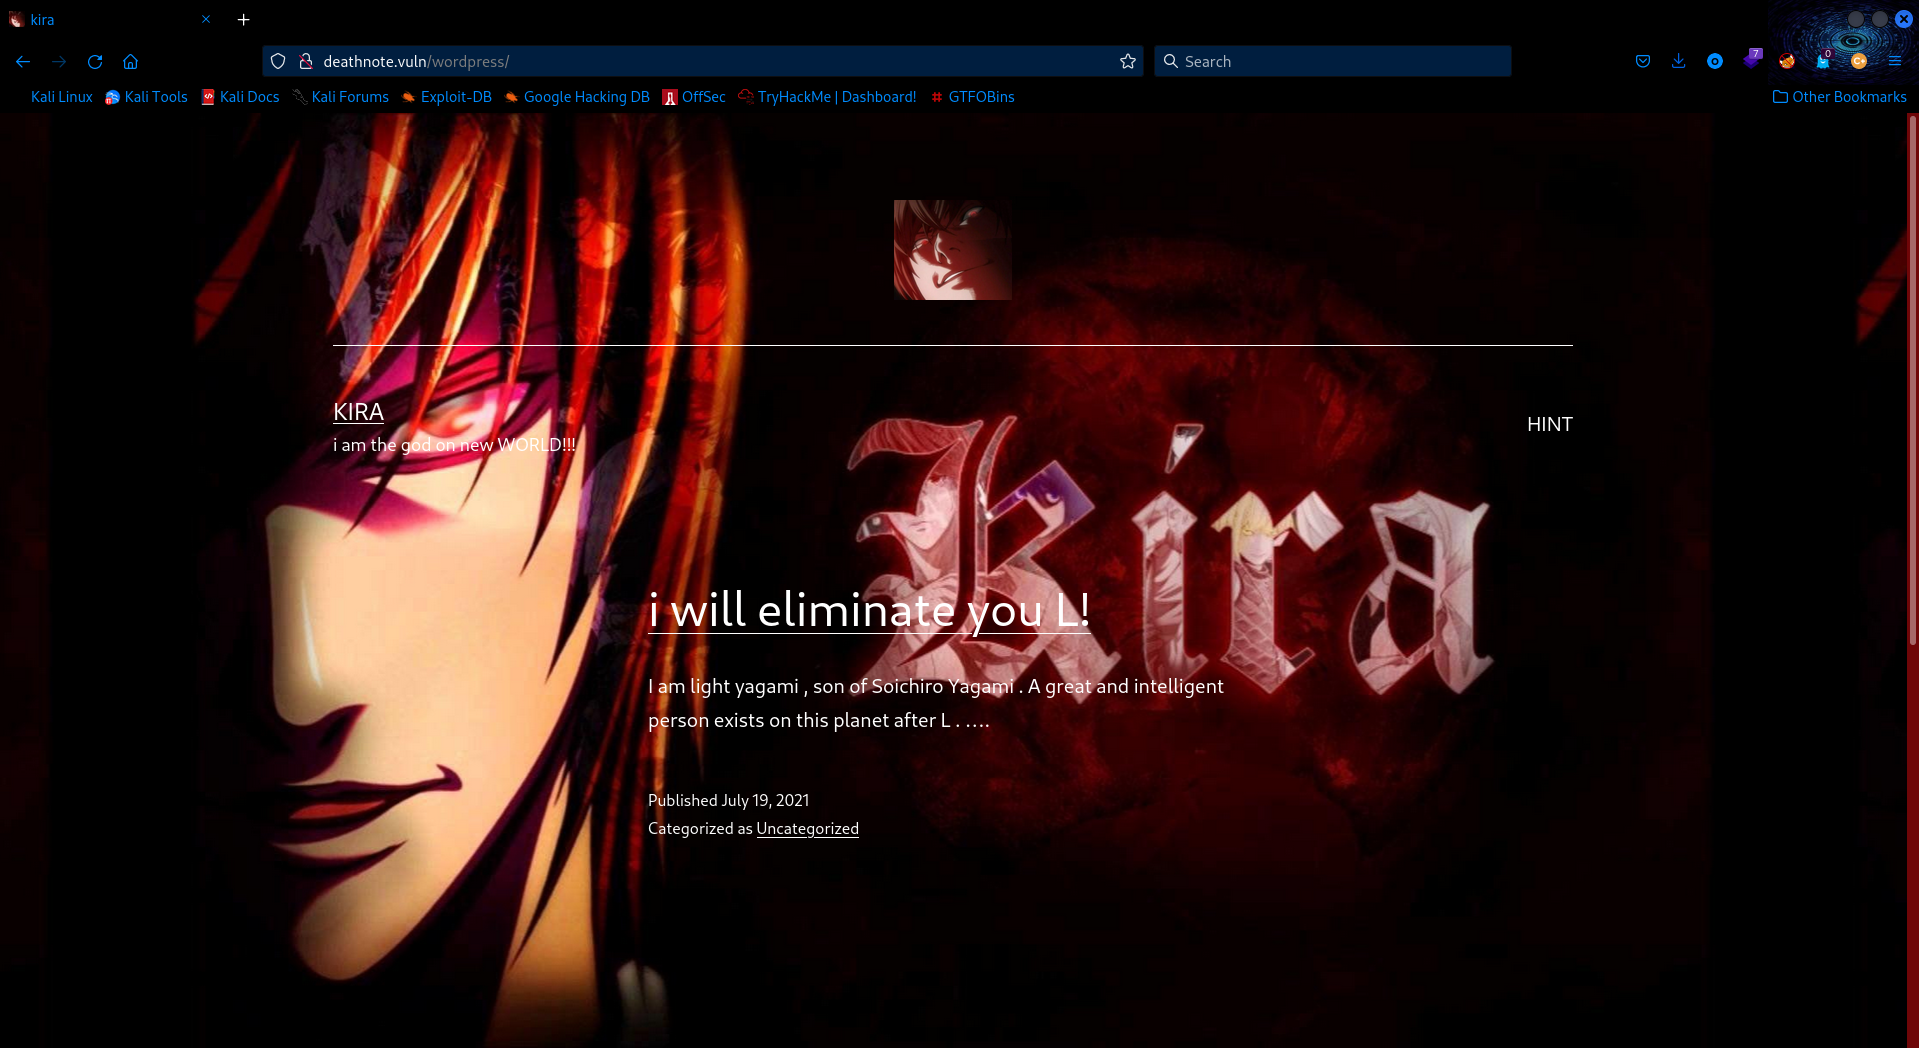 kira
deathnote.vuln/wordpress/
Search
7
0
C+
Kali Linux
Kali Tools
Kali Docs
Kali Forums
Exploit-DB
Google Hacking DB
OffSec
TryHackMe | Dashboard!
GTFOBins
Other Bookmarks
KIRA
i am the god on new WORLD!!!
HINT
Kira
i will eliminate you L!
I am light yagami , son of Soichiro Yagami . A great and intelligent
person exists on this planet after L . ….
Published July 19, 2021
Categorized as Uncategorized